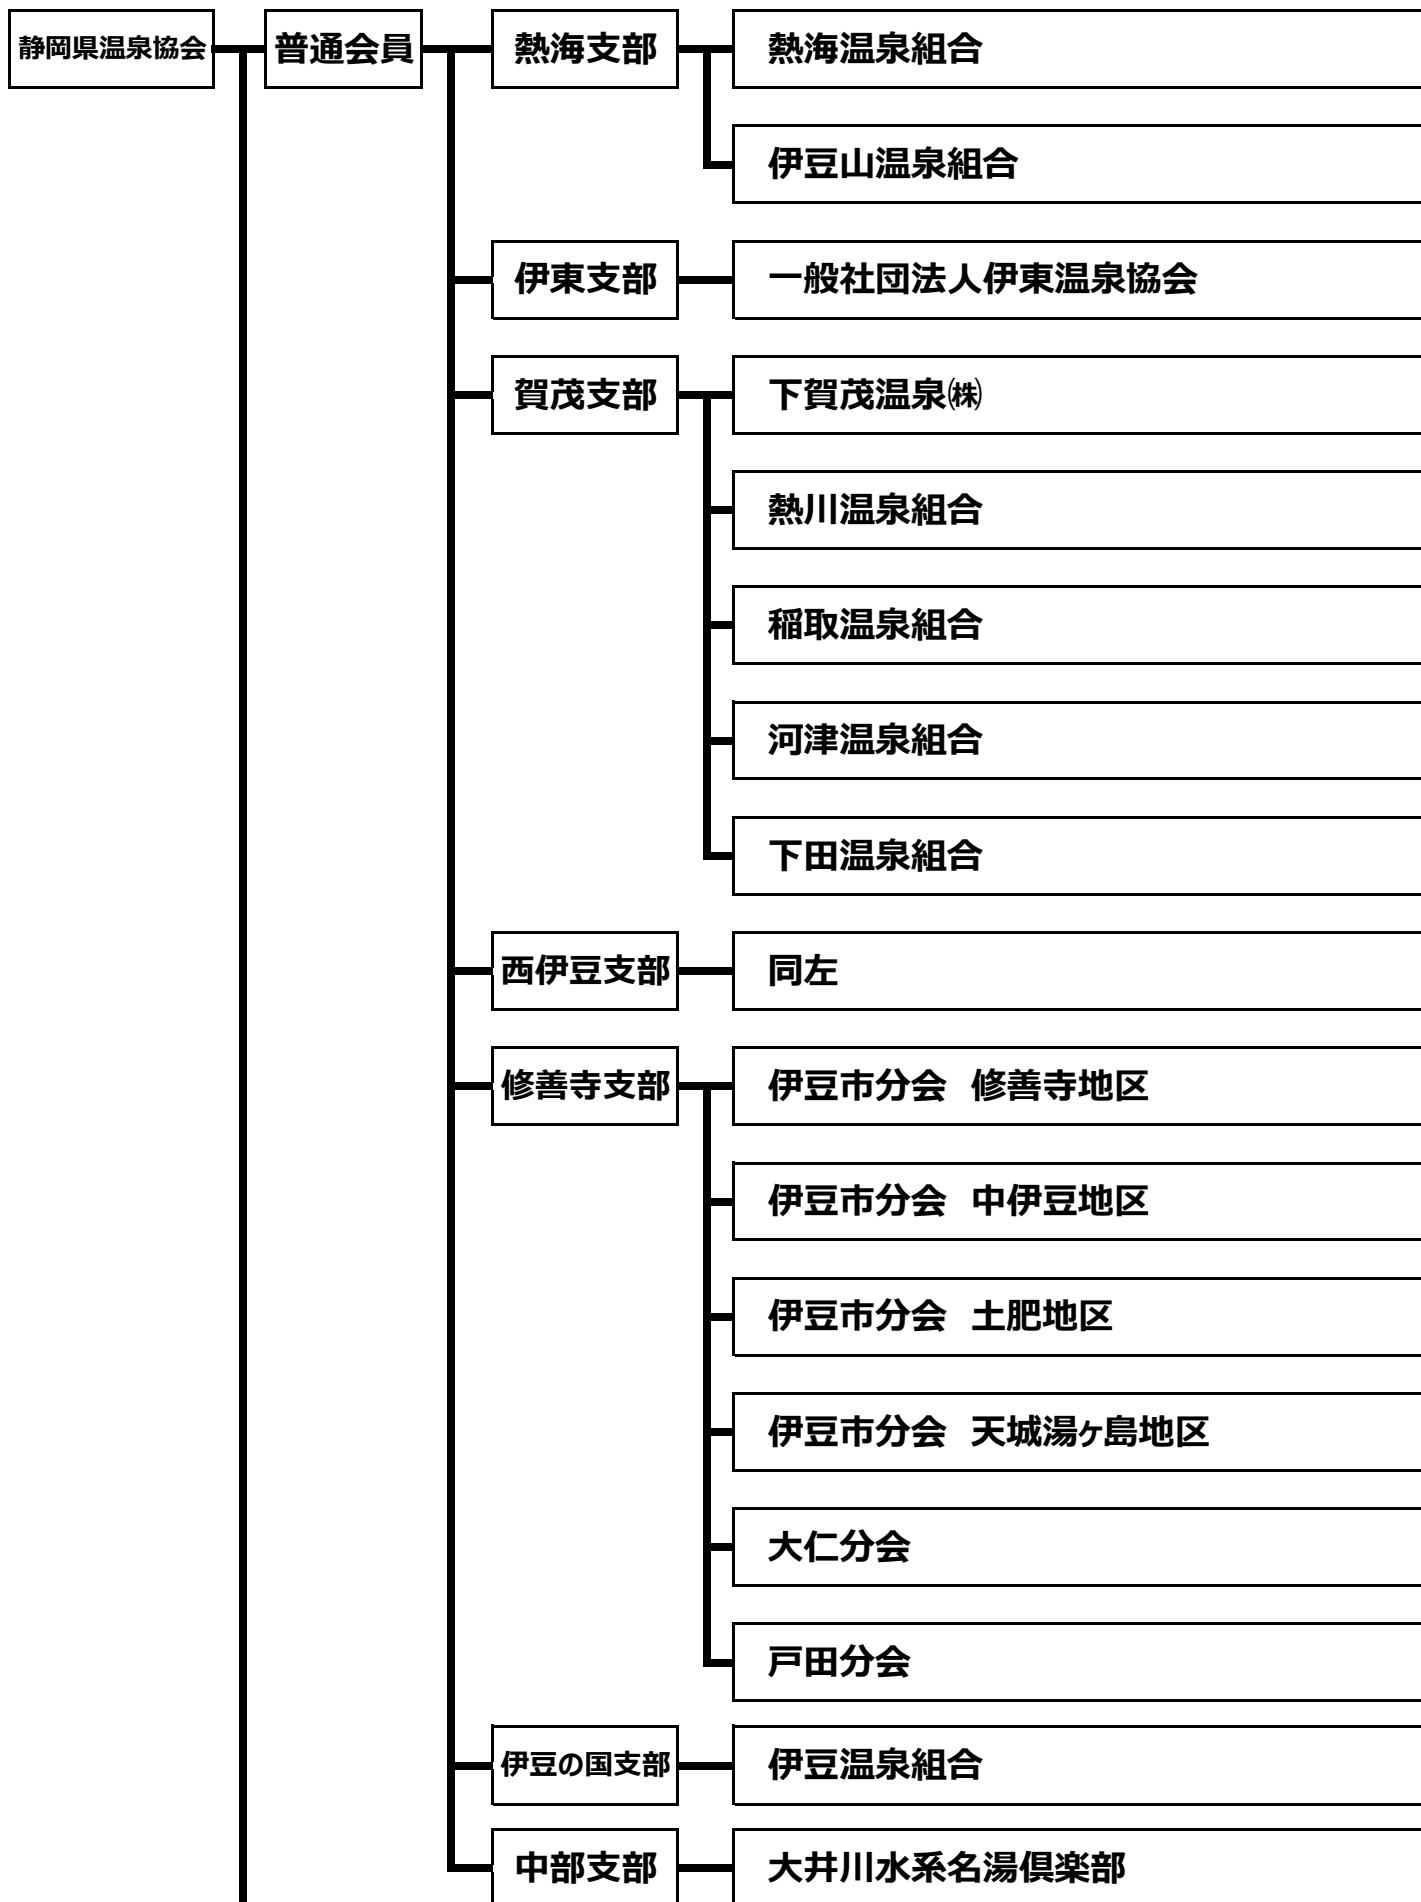 静岡県温泉協会
普通会員
熱海支部
熱海温泉組合
伊豆山温泉組合
伊東支部
一般社団法人伊東温泉協会
賀茂支部
下賀茂温泉㈱
熱川温泉組合
稲取温泉組合
河津温泉組合
下田温泉組合
西伊豆支部
同左
修善寺支部
伊豆市分会 修善寺地区
伊豆市分会 中伊豆地区
伊豆市分会 土肥地区
伊豆市分会 天城湯ヶ島地区
大仁分会
戸田分会
伊豆の国支部
伊豆温泉組合
中部支部
大井川水系名湯倶楽部